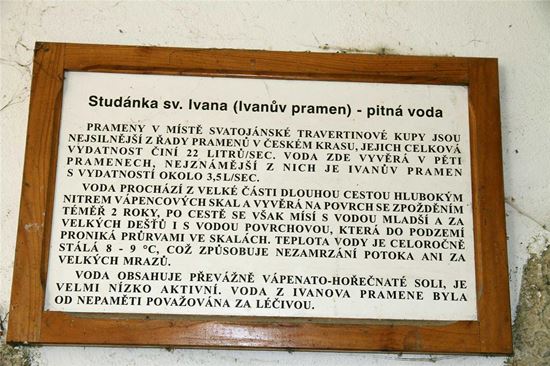 Studánka sv. Ivana (Ivanův pramen) - pitná voda
PRAMENY V MÍSTĚ SVATOJÁNSKÉ TRAVERTINOVÉ KUPY JSOU
NEJSILNĚJŠÍ Z ŘADY PRAMENŮ V ČESKÉM KRASU, JEJICH CELKOVÁ
VYDATNOST ČINÍ 22 LITRŮ/SEC. VODA ZDE VYVĚRÁ V PĚTI
PRAMENECH, NEJZNÁMĚJŠÍ Z NICH JE IVANŮV PRAMEN
S VYDATNOSTÍ OKOLO 3,5L/SEC.
VODA PROCHÁZÍ Z VELKÉ ČÁSTI DLOUHOU CESTOU HLUBOKÝM
NITREM VÁPENCOVÝCH SKAL A VYVĚRÁ NA POVRCH SE ZPOŽDĚNÍM
TÉMĚŘ 2 ROKY, PO CESTĚ SE VŠAK MÍSÍ S VODOU MLADŠÍ A ZA
VELKÝCH DEŠŤŮ I S VODOU POVRCHOVOU, KTERÁ DO PODZEMÍ
PRONIKÁ PRŮRVAMI VE SKALÁCH. TEPLOTA VODY JE CELOROČNĚ
STÁLÁ 8 - 9 °C, COŽ ZPŮSOBUJE NEZAMRZÁNÍ POTOKA ANI ZA
VELKÝCH MRAZŮ.
VODA OBSAHUJE PŘEVÁŽNĚ VÁPENATO-HOŘEČNATÉ SOLI, JE
VELMI NÍZKO AKTIVNÍ. VODA Z IVANOVA PRAMENE BYLA
OD NEPAMĚTI POVAŽOVÁNA ZA LÉČIVOU.